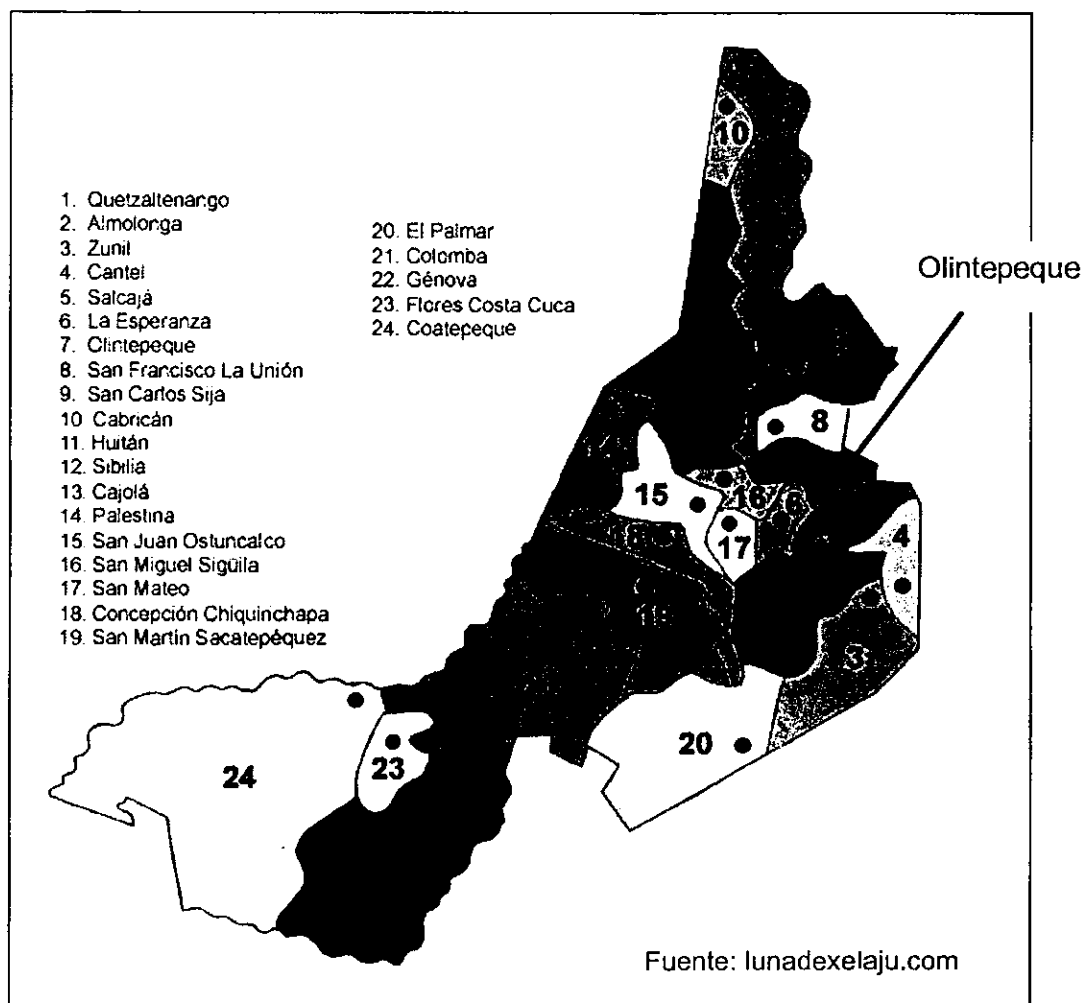 1. Quetzaltenango
2. Almolonga
3. Zunil
4. Cantel
5. Salcajá
6. La Esperanza
7. Olintepeque
8. San Francisco La Unión
9. San Carlos Sija
10 Cabricán
11. Huitán
12. Sibilia
13. Cajolá
14. Palestina
15. San Juan Ostuncalco
16. San Miguel Sigüila
17. San Mateo
18. Concepción Chiquinchapa
19. San Martín Sacatepéquez
20. El Palmar
21. Colomba
22. Génova
23. Flores Costa Cuca
24. Coatepeque
10
Olintepeque
8
15
16
6
17
4
18
19
3
20
23
24
Fuente: lunadexelaju.com